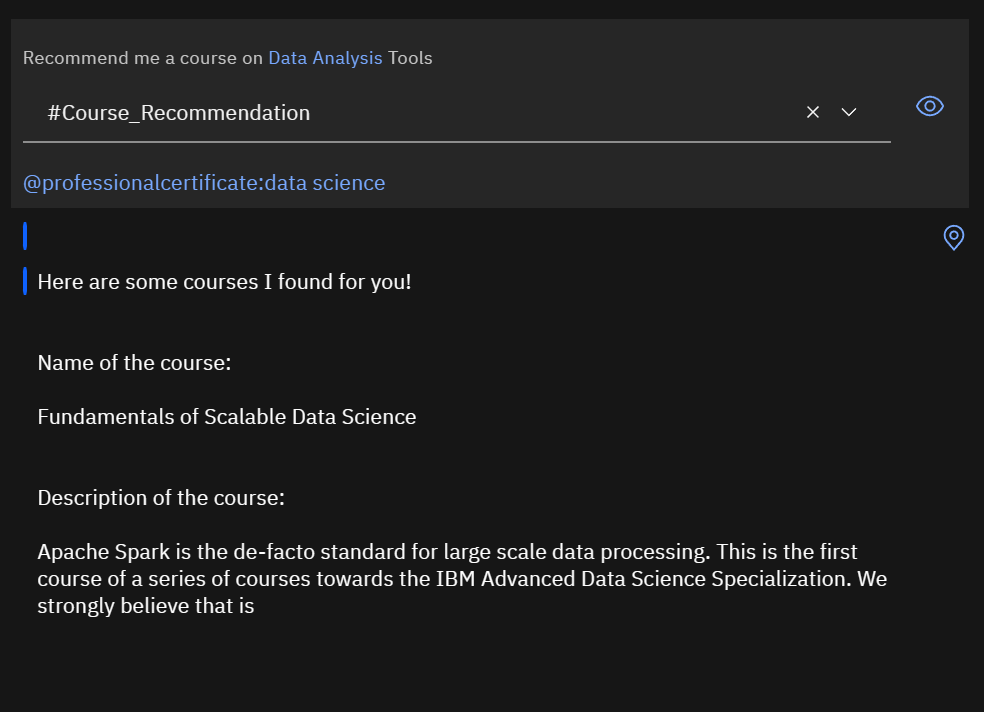 Recommend me a course on Data Analysis Tools
#Course_Recommendation
@professionalcertificate:data science
Here are some courses I found for you!
Name of the course:
Fundamentals of Scalable Data Science
Description of the course:
Apache Spark is the de-facto standard for large scale data processing. This is the first
course of a series of courses towards the IBM Advanced Data Science Specialization. We
strongly believe that is